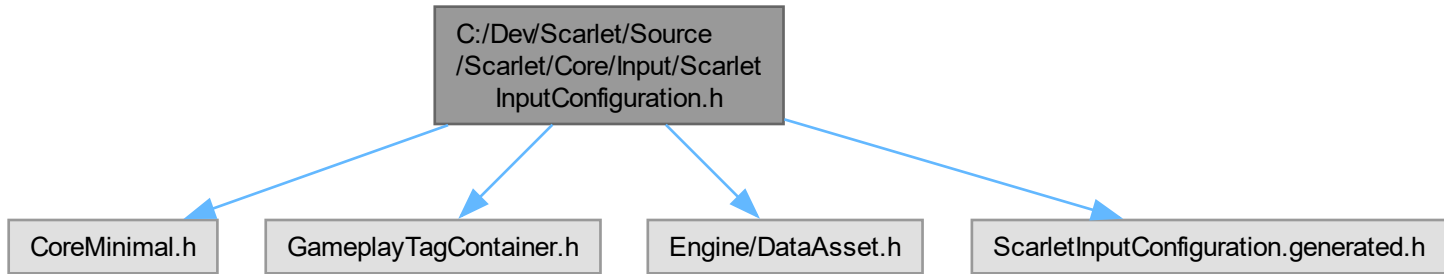 C:/Dev/Scarlet/Source
/Scarlet/Core/Input/Scarlet
InputConfiguration.h
CoreMinimal.h
GameplayTagContainer.h
Engine/DataAsset.h
ScarletInputConfiguration.generated.h